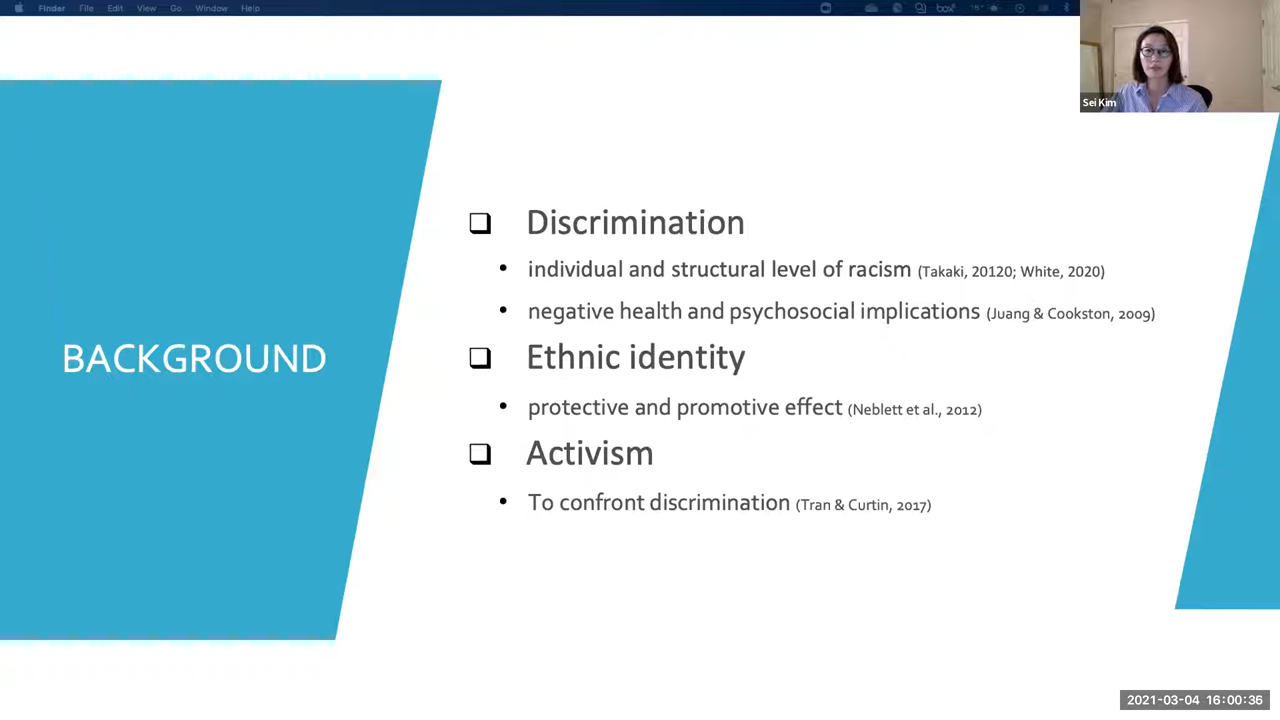 Finder File Edit View Go Window Help
box
Sei Kim
BACKGROUND
Discrimination
individual and structural level of racism (Takaki, 20120; White, 2020)
negative health and psychosocial implications (Juang & Cookston, 2009)
Ethnic identity
protective and promotive effect (Neblett et al., 2012)
Activism
To confront discrimination (Tran & Curtin, 2017)
2021-03-04 16:00:36